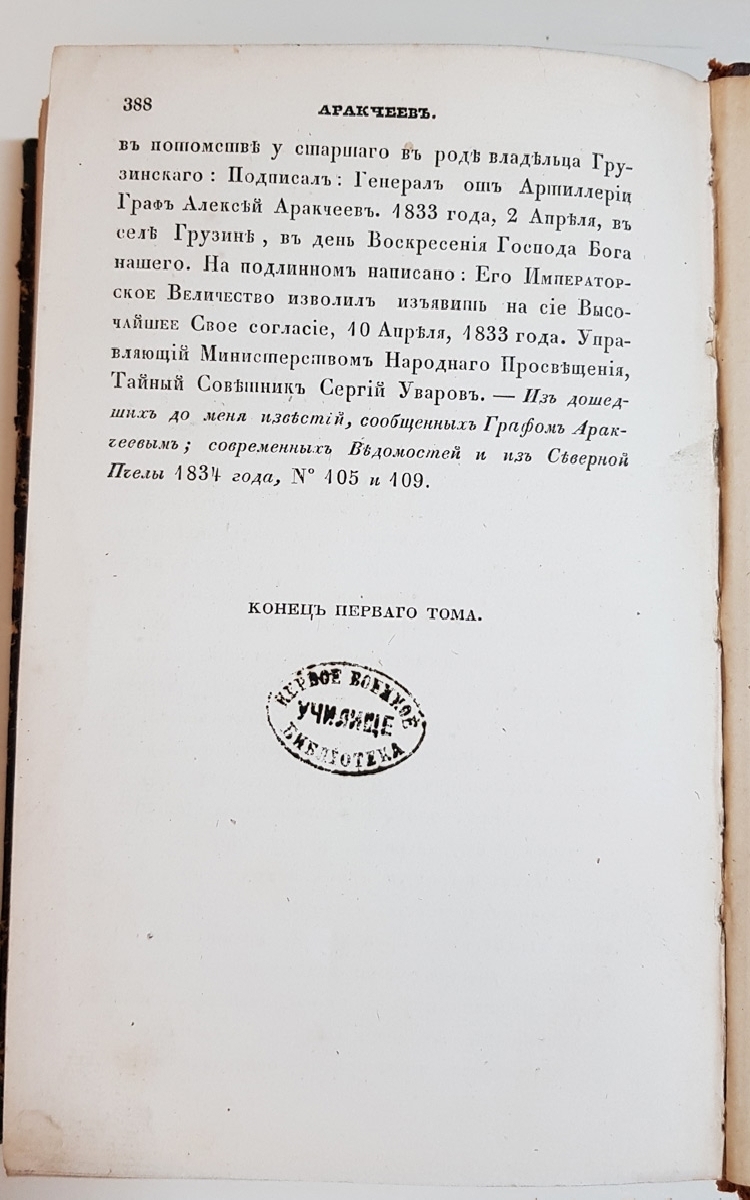 388
АРАКЧЕЕВЪ.
въ потомствѣ у старшаго въ родѣ владѣльца Гру-
зинскаго: Подписалъ: Генералъ отъ Артиллеріи
Графъ Алексѣй Аракчеевъ. 1833 года, 2 Апрѣля, въ
селѣ Грузинѣ, въ день Воскресенія Господа Бога
нашего. На подлинномъ написано: Его Император-
ское Величество изволилъ изъявить на сіе Высо-
чайшее Свое согласіе, 10 Апрѣля, 1833 года. Упра-
вляющій Министерствомъ Народнаго Просвѣщенія,
Тайный Совѣтникъ Сергій Уваровъ. — Изъ дошед-
шихъ до меня извѣстій, сообщенныхъ Графомъ Арак-
чеевымъ; современныхъ Вѣдомостей и изъ Сѣверной
Пчелы 1834 года, N° 105 и 109.
КОНЕЦЪ ПЕРВАГО ТОМА.
ПЕРВОЕ ВОЕННОЕ
УЧИЛИЩЕ
БИБЛІОТЕКА